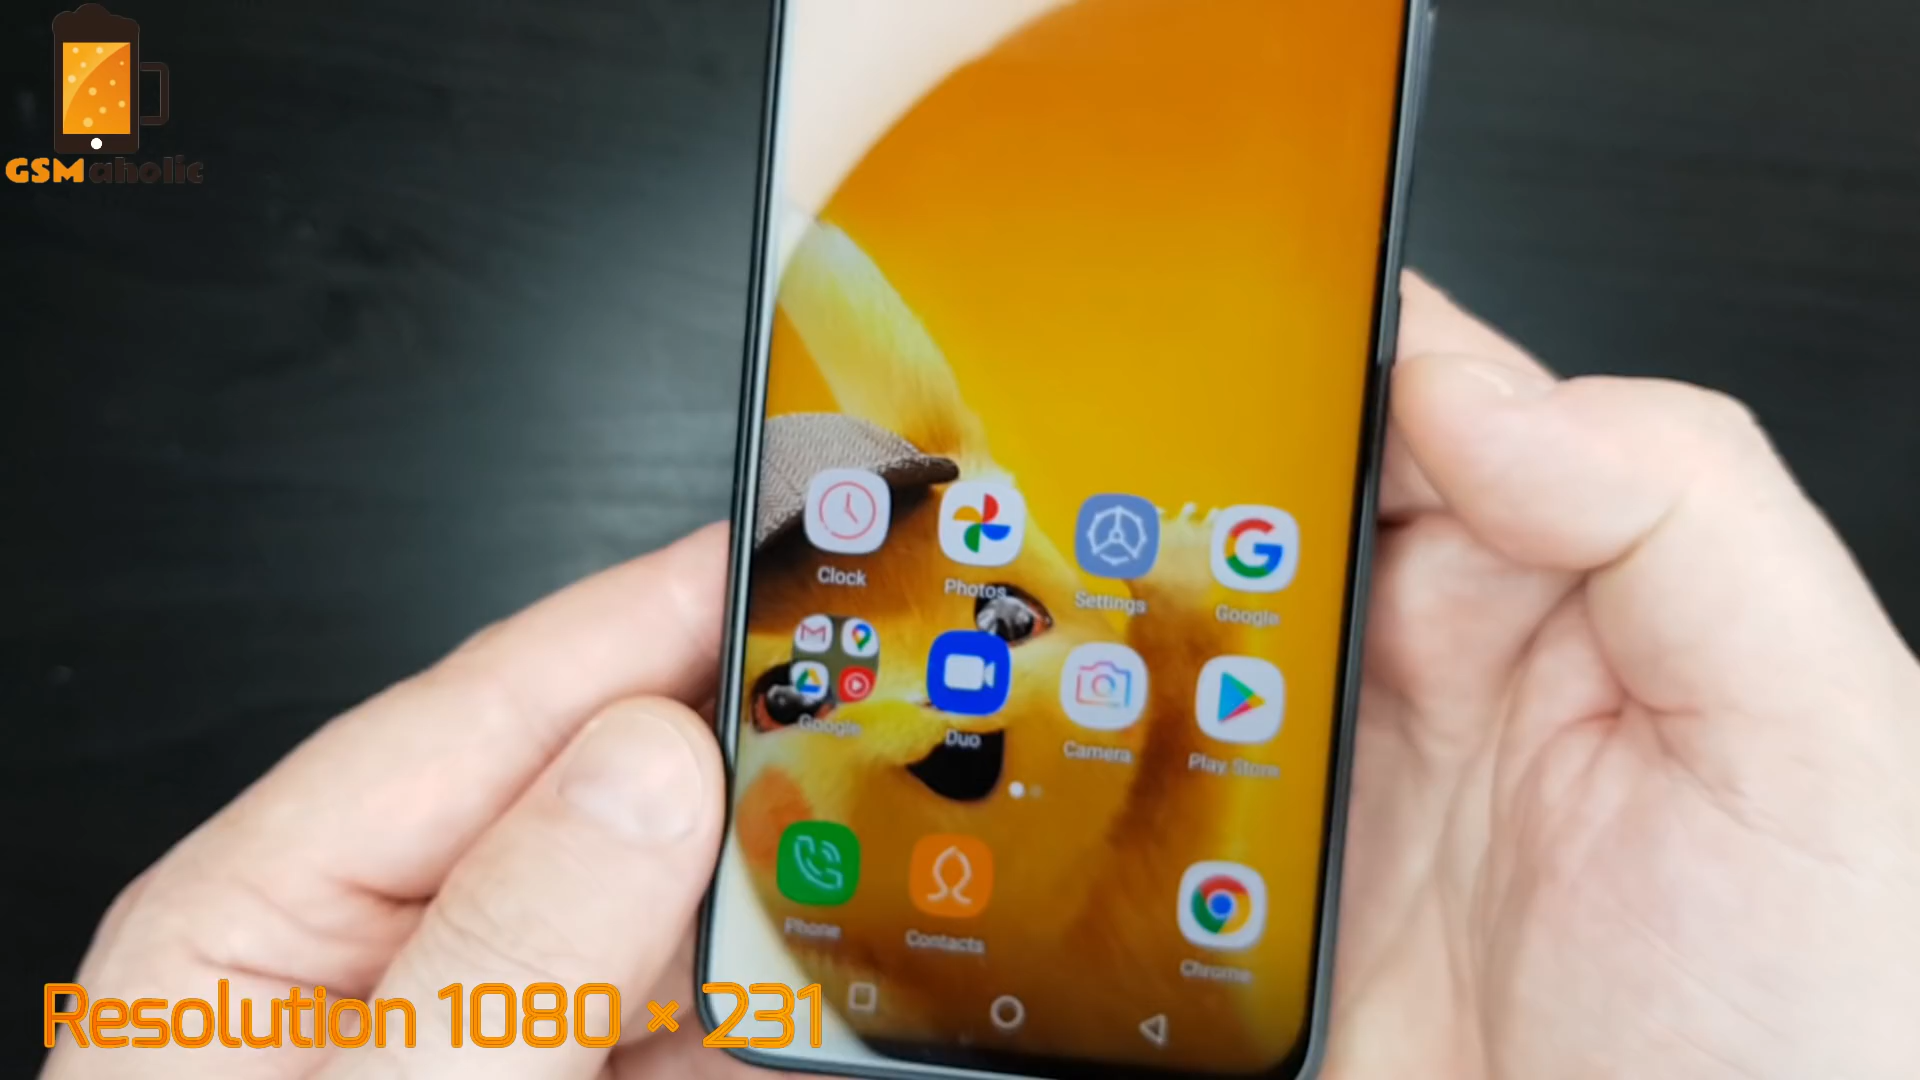 GSMaholic
Clock
Photos
Settings
Google
Google
Duo
Camera
Play Store
Phone
Contacts
Chrome
Resolution 1080 × 231